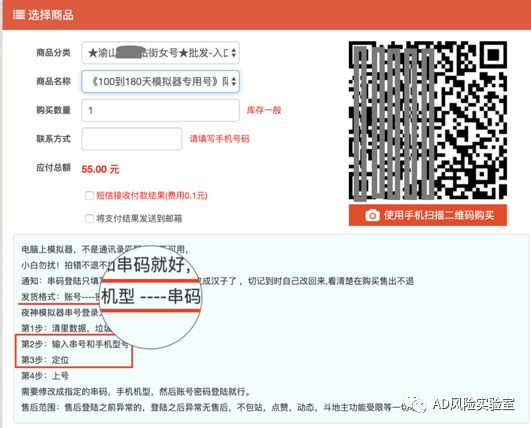 选择商品
商品分类 ★渝山 站街女号★批发-入口
商品名称 《100到180天模拟器专用号》陌
购买数量 1 库存一般
联系方式 请填写手机号码
应付总额 55.00 元
短信接收付款结果(费用0.1元)
将支付结果发送到邮箱
使用手机扫描二维码购买
电脑上模拟器，不是通讯录
可用，
小白勿扰！拍错不退不
串码就好，
通知：串码登陆只填写
成汉子了 ，切记到时自己改回来,看清楚在购买售出不退
发货格式：账号----密
机型 ----串码
夜神模拟器串号登录
第1步：清里数据，垃圾
第2步：输入串号和手机型号
第3步：定位
第4步：上号
需要修改成指定的串码，手机机型，然后账号密码登陆就行。
售后范围：售后登陆之前异常的，登陆之后异常无售后，不包站，点赞，动态，斗地主功能受限等一切
AD风险实验室